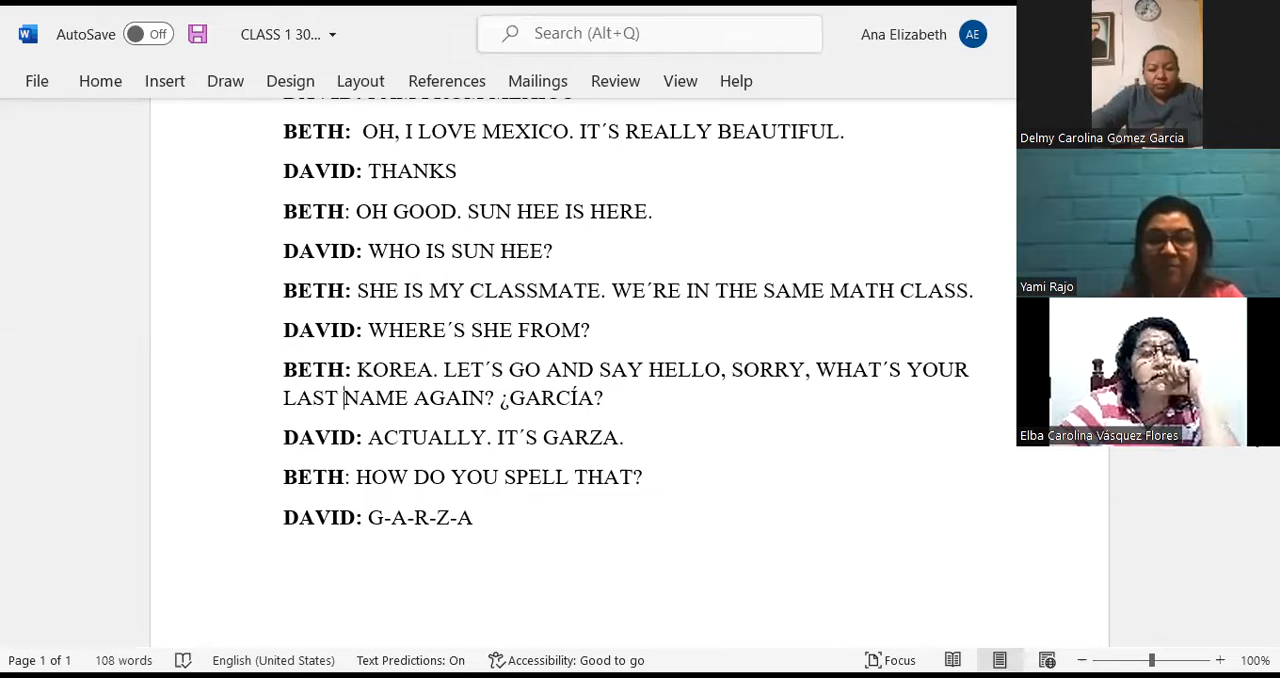 AutoSave Off CLASS 1 30... Search (Alt+Q) Ana Elizabeth AE
File Home Insert Draw Design Layout References Mailings Review View Help
BETH: OH, I LOVE MEXICO. IT´S REALLY BEAUTIFUL.
DAVID: THANKS
BETH: OH GOOD. SUN HEE IS HERE.
DAVID: WHO IS SUN HEE?
BETH: SHE IS MY CLASSMATE. WE´RE IN THE SAME MATH CLASS.
DAVID: WHERE´S SHE FROM?
BETH: KOREA. LET´S GO AND SAY HELLO, SORRY, WHAT´S YOUR
LAST NAME AGAIN? ¿GARCÍA?
DAVID: ACTUALLY. IT´S GARZA.
BETH: HOW DO YOU SPELL THAT?
DAVID: G-A-R-Z-A
Page 1 of 1 108 words English (United States) Text Predictions: On Accessibility: Good to go Focus 100%
Delmy Carolina Gomez Garcia
Yami Rajo
Elba Carolina Vásquez Flores